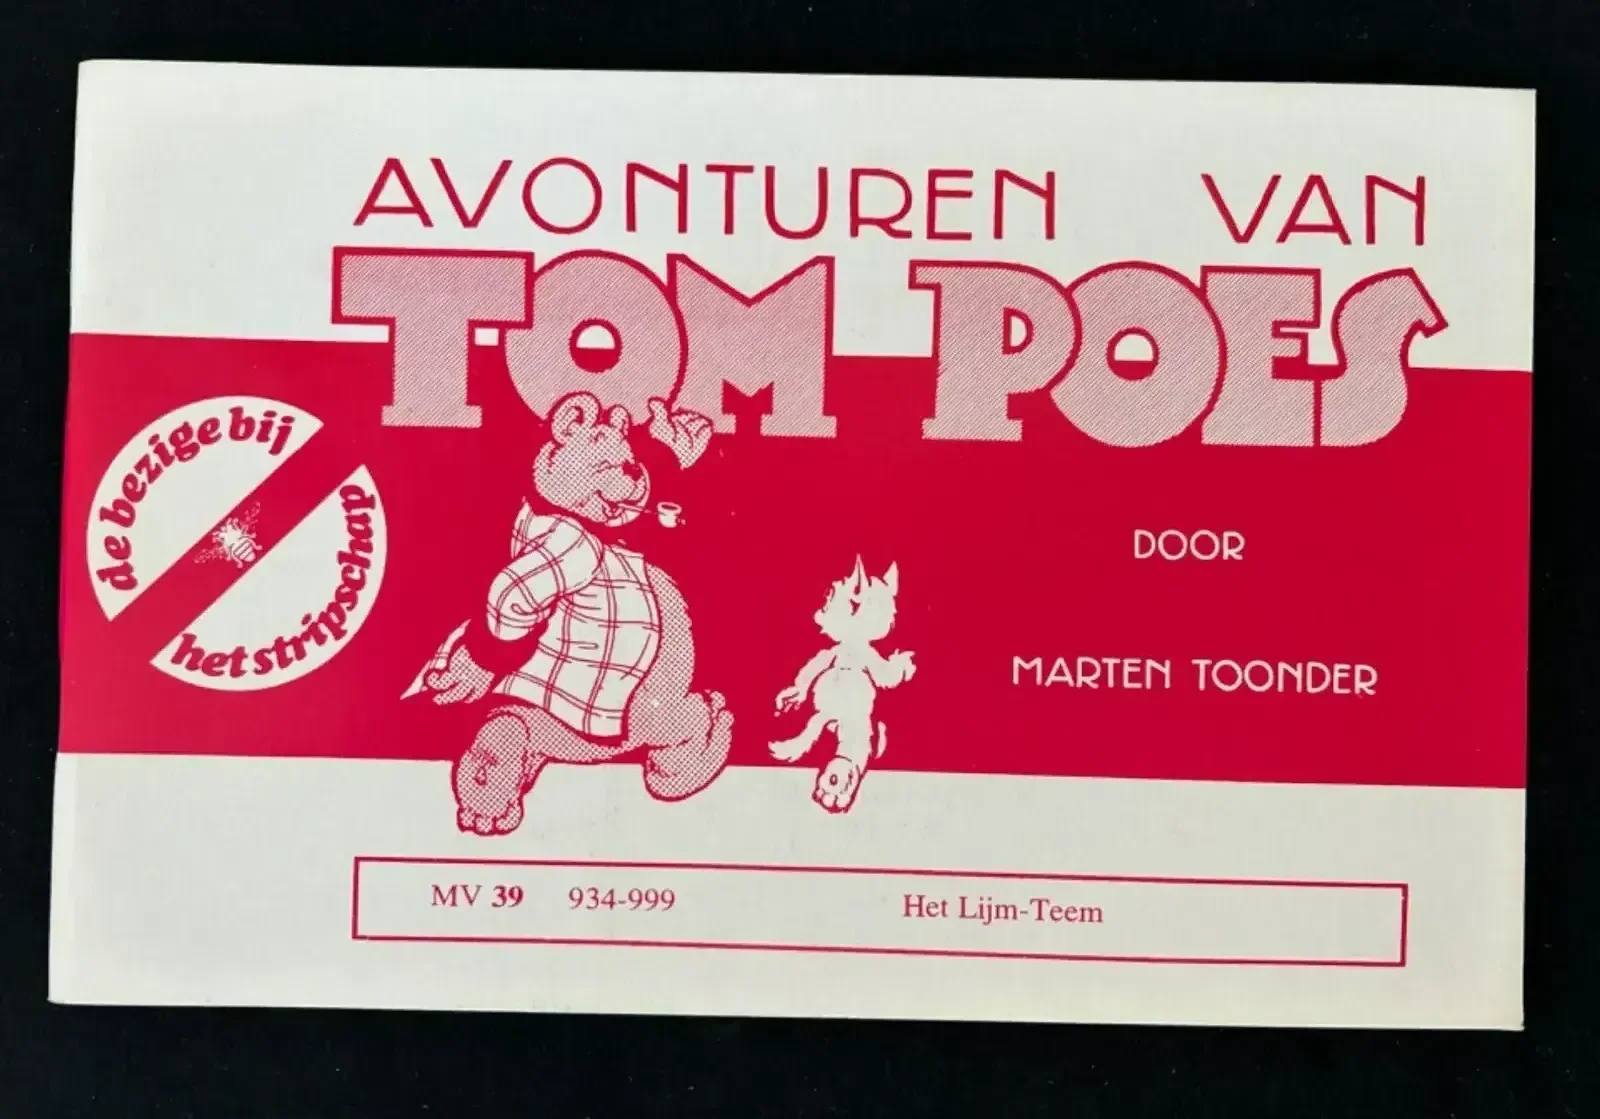 AVONTUREN VAN
TOM POES
de bezige bij
het stripschap
DOOR
MARTEN TOONDER
MV 39 934-999 Het Lijm-Teem